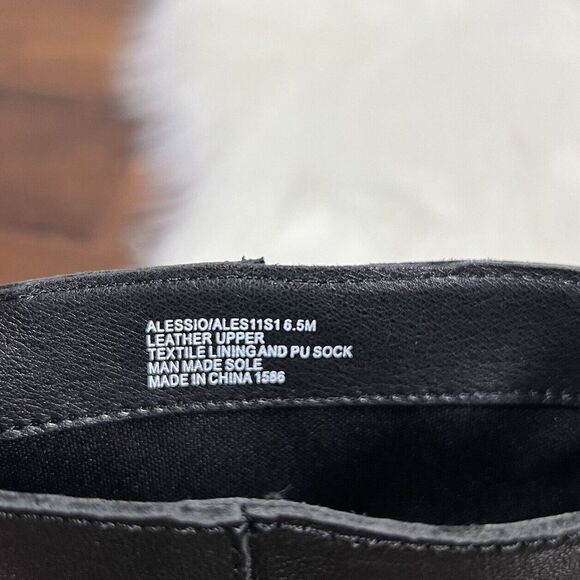 ALESSIO/ALES11S1 6.5M
LEATHER UPPER
TEXTILE LINING AND PU SOCK
MAN MADE SOLE
MADE IN CHINA 1586